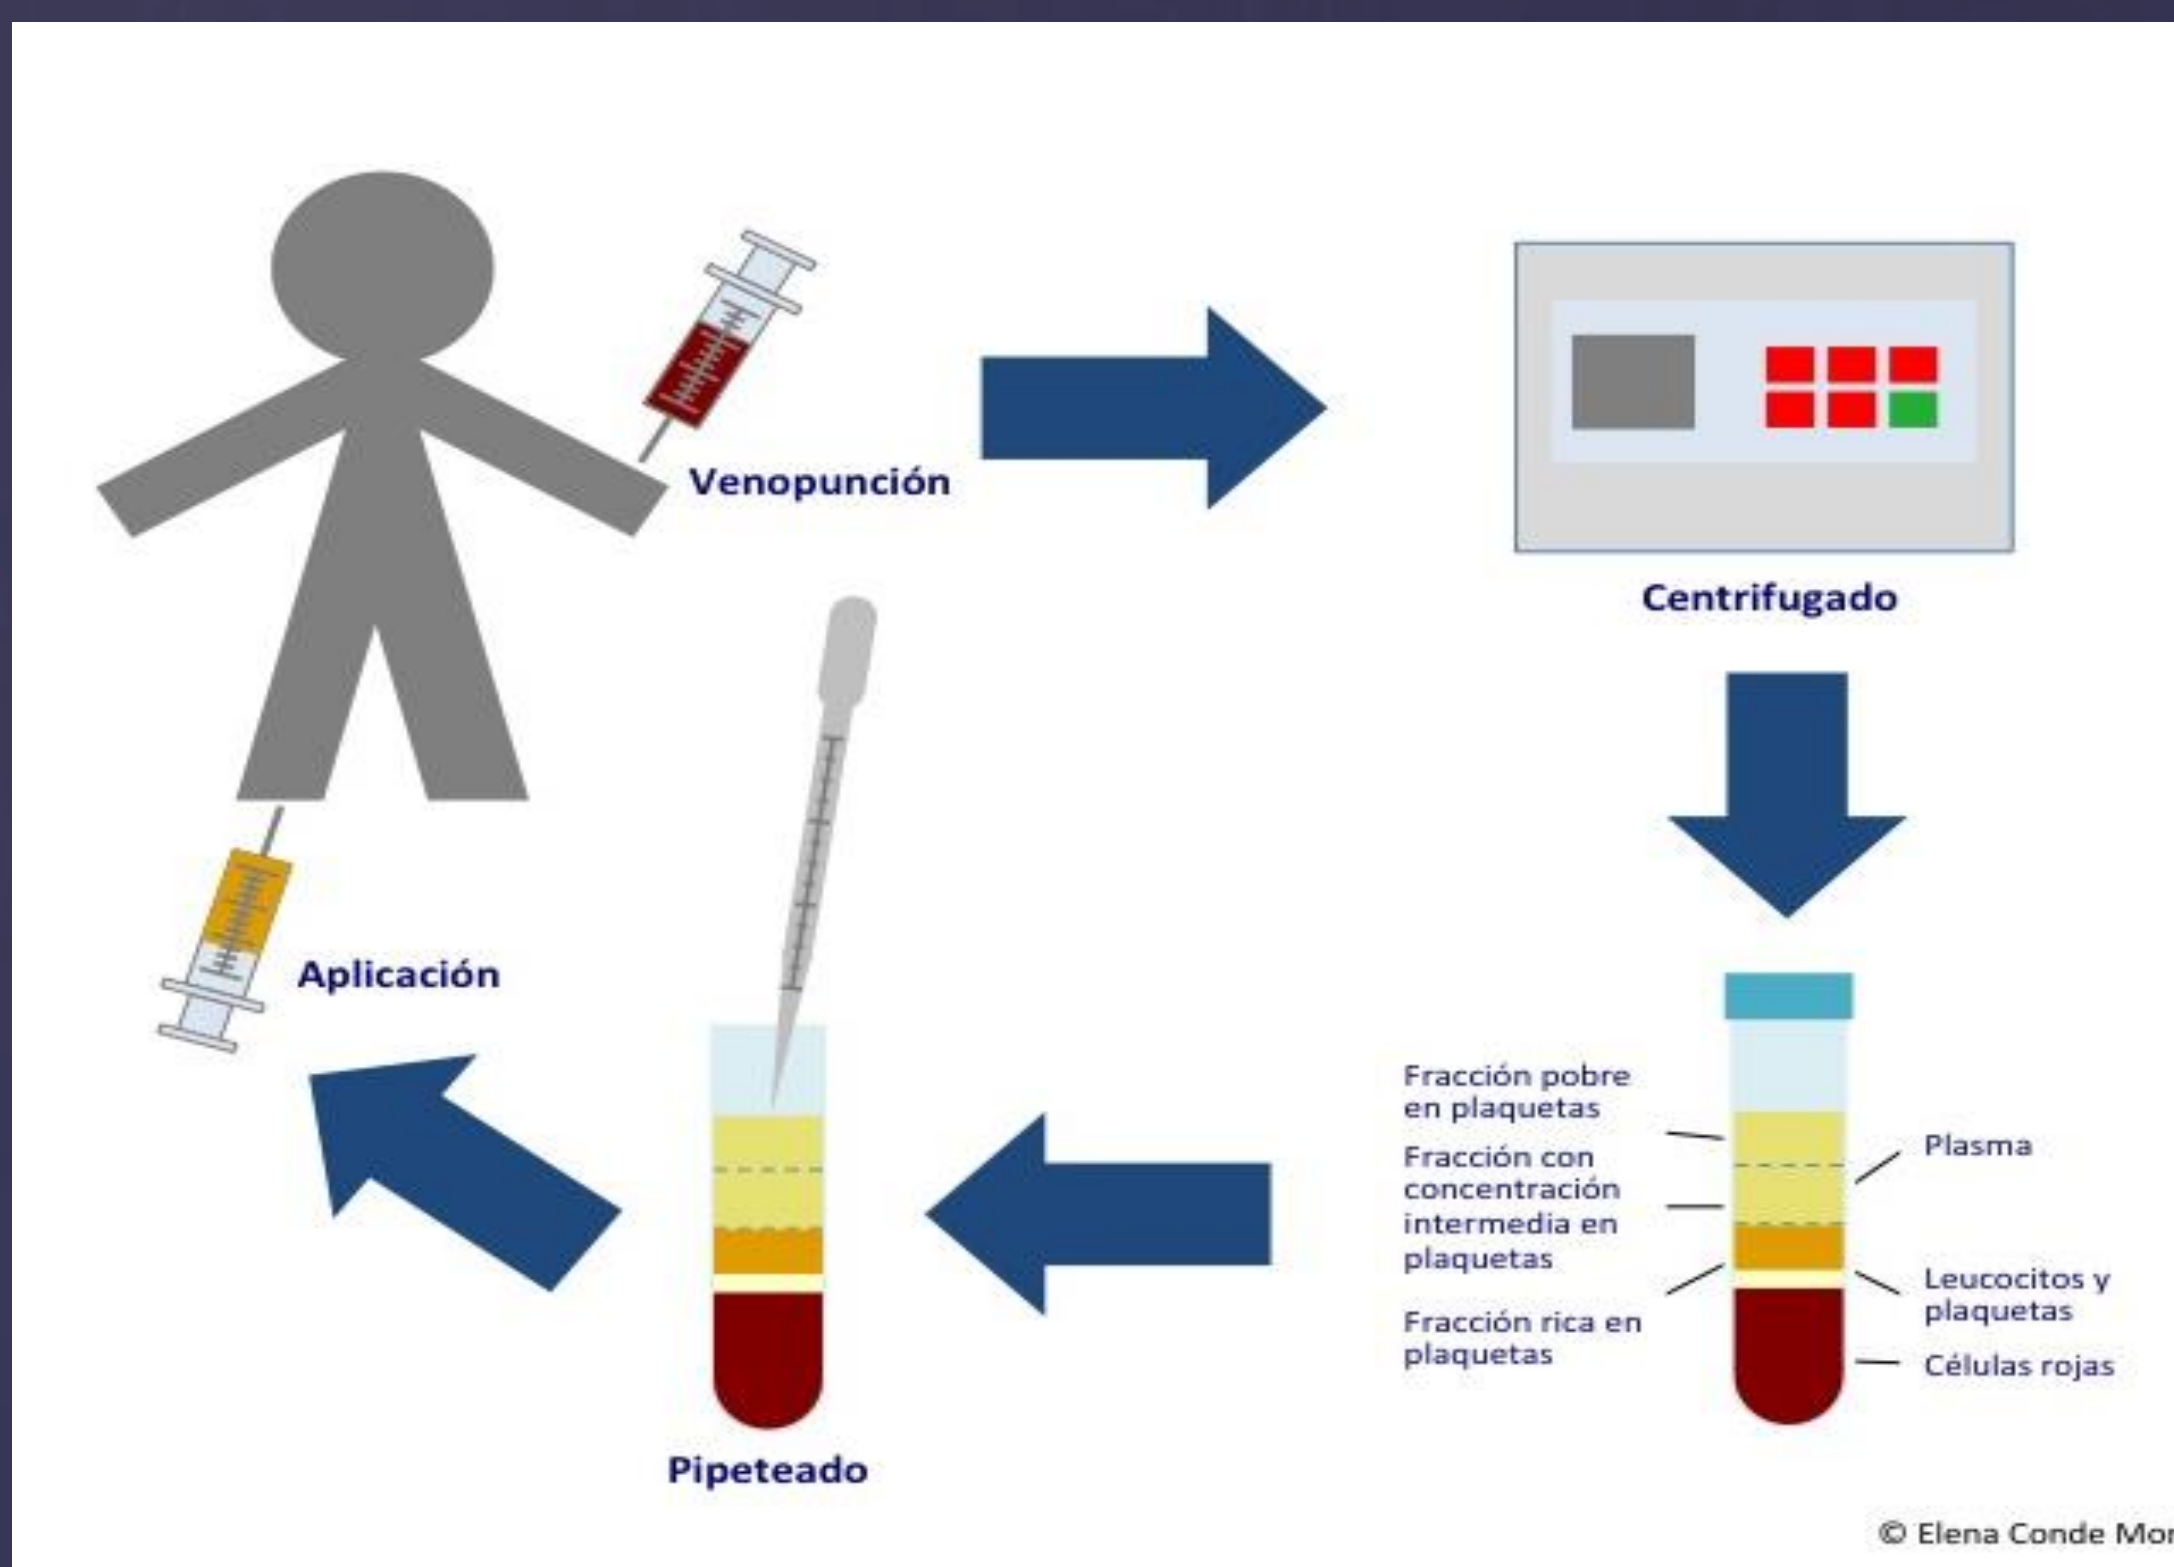 Venopunción
Centrifugado
Aplicación
Fracción pobre
en plaquetas
Fracción con
concentración
intermedia en
plaquetas
Fracción rica en
plaquetas
Plasma
Leucocitos y
plaquetas
Células rojas
Pipeteado
© Elena Conde